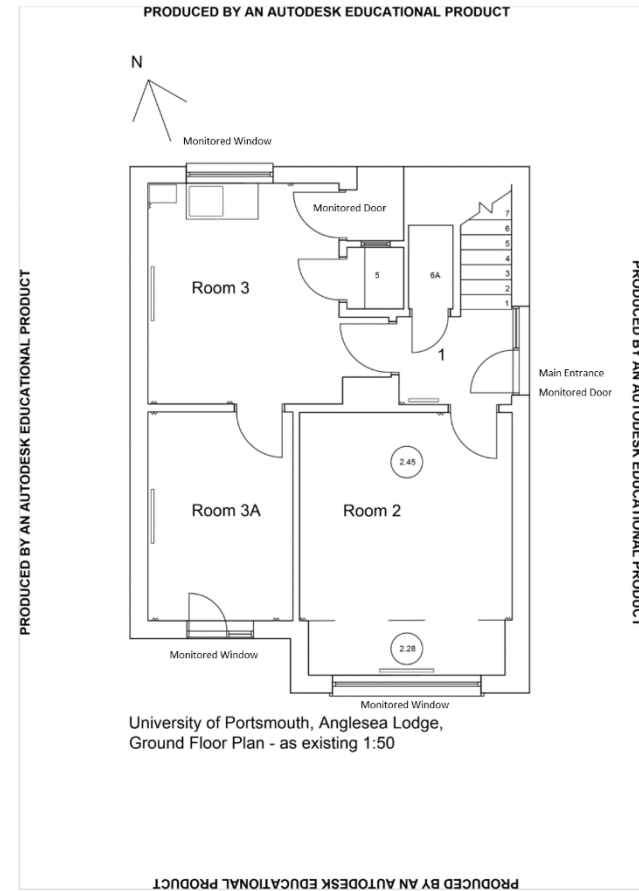 PRODUCED BY AN AUTODESK EDUCATIONAL PRODUCT
N
Monitored Window
Monitored Door
7
6
5
4
3
2
1
5
6A
Room 3
1
Main Entrance
Monitored Door
2.45
Room 3A
Room 2
2.28
Monitored Window
Monitored Window
University of Portsmouth, Anglesea Lodge,
Ground Floor Plan - as existing 1:50
PRODUCED BY AN AUTODESK EDUCATIONAL PRODUCT
PRODUCED BY AN AUTODESK EDUCATIONAL PRODUCT
PRODUCED BY AN AUTODESK EDUCATIONAL PRODUCT